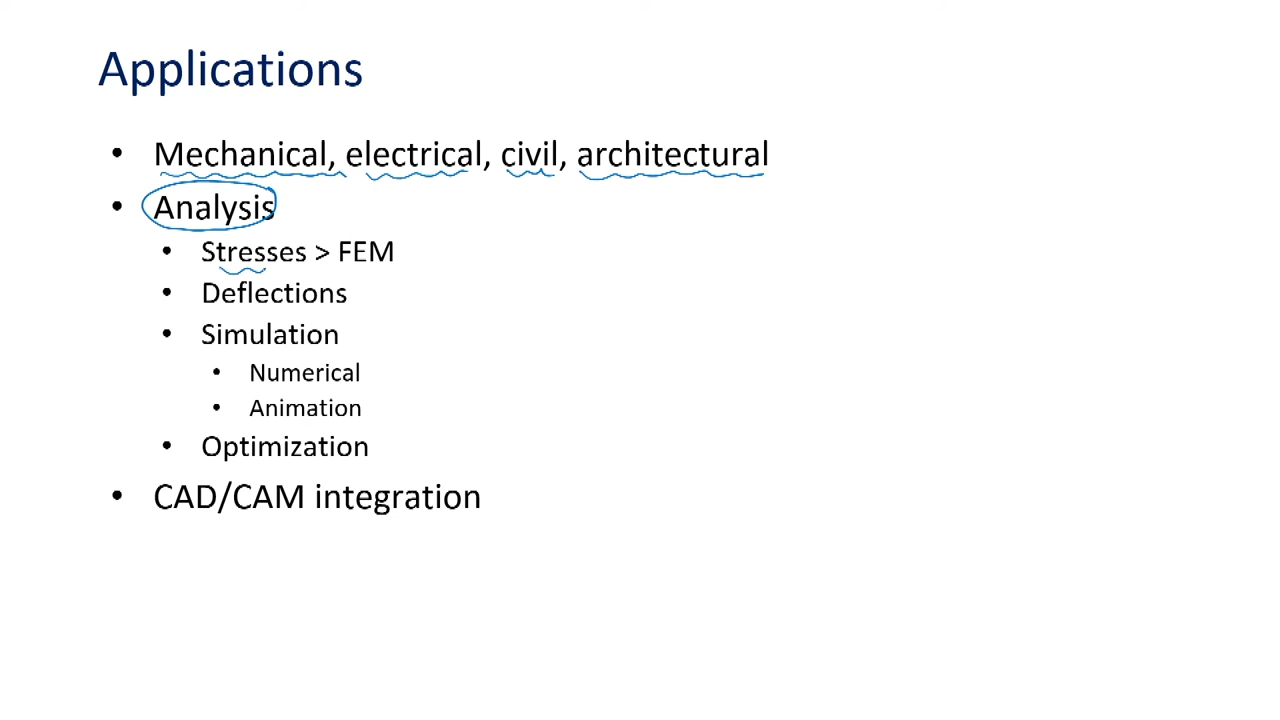 Applications
• Mechanical, electrical, civil, architectural
• Analysis
• Stresses > FEM
• Deflections
• Simulation
• Numerical
• Animation
• Optimization
• CAD/CAM integration